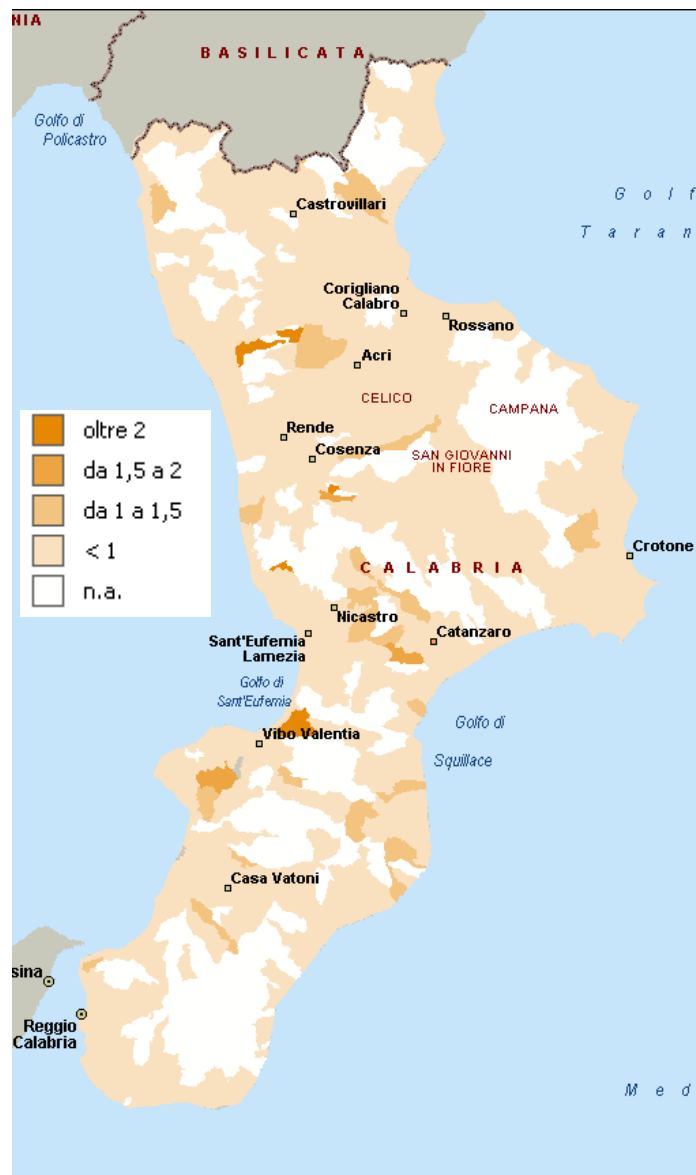 NIA
BASILICATA
Golfo di
Policastro
Castrovillari
Golf
Taran
Corigliano
Calabro
Rossano
Acri
CELICO
CAMPANA
oltre 2
da 1,5 a 2
da 1 a 1,5
< 1
n.a.
Rende
Cosenza
SAN GIOVANNI
IN FIORE
Crotone
CALABRIA
Nicastro
Sant'Eufemia
Lamezia
Catanzaro
Golfo di
Sant'Eufemia
Golfo di
Squillace
Vibo Valentia
Casa Vatoni
sina
Reggio
Calabria
Med